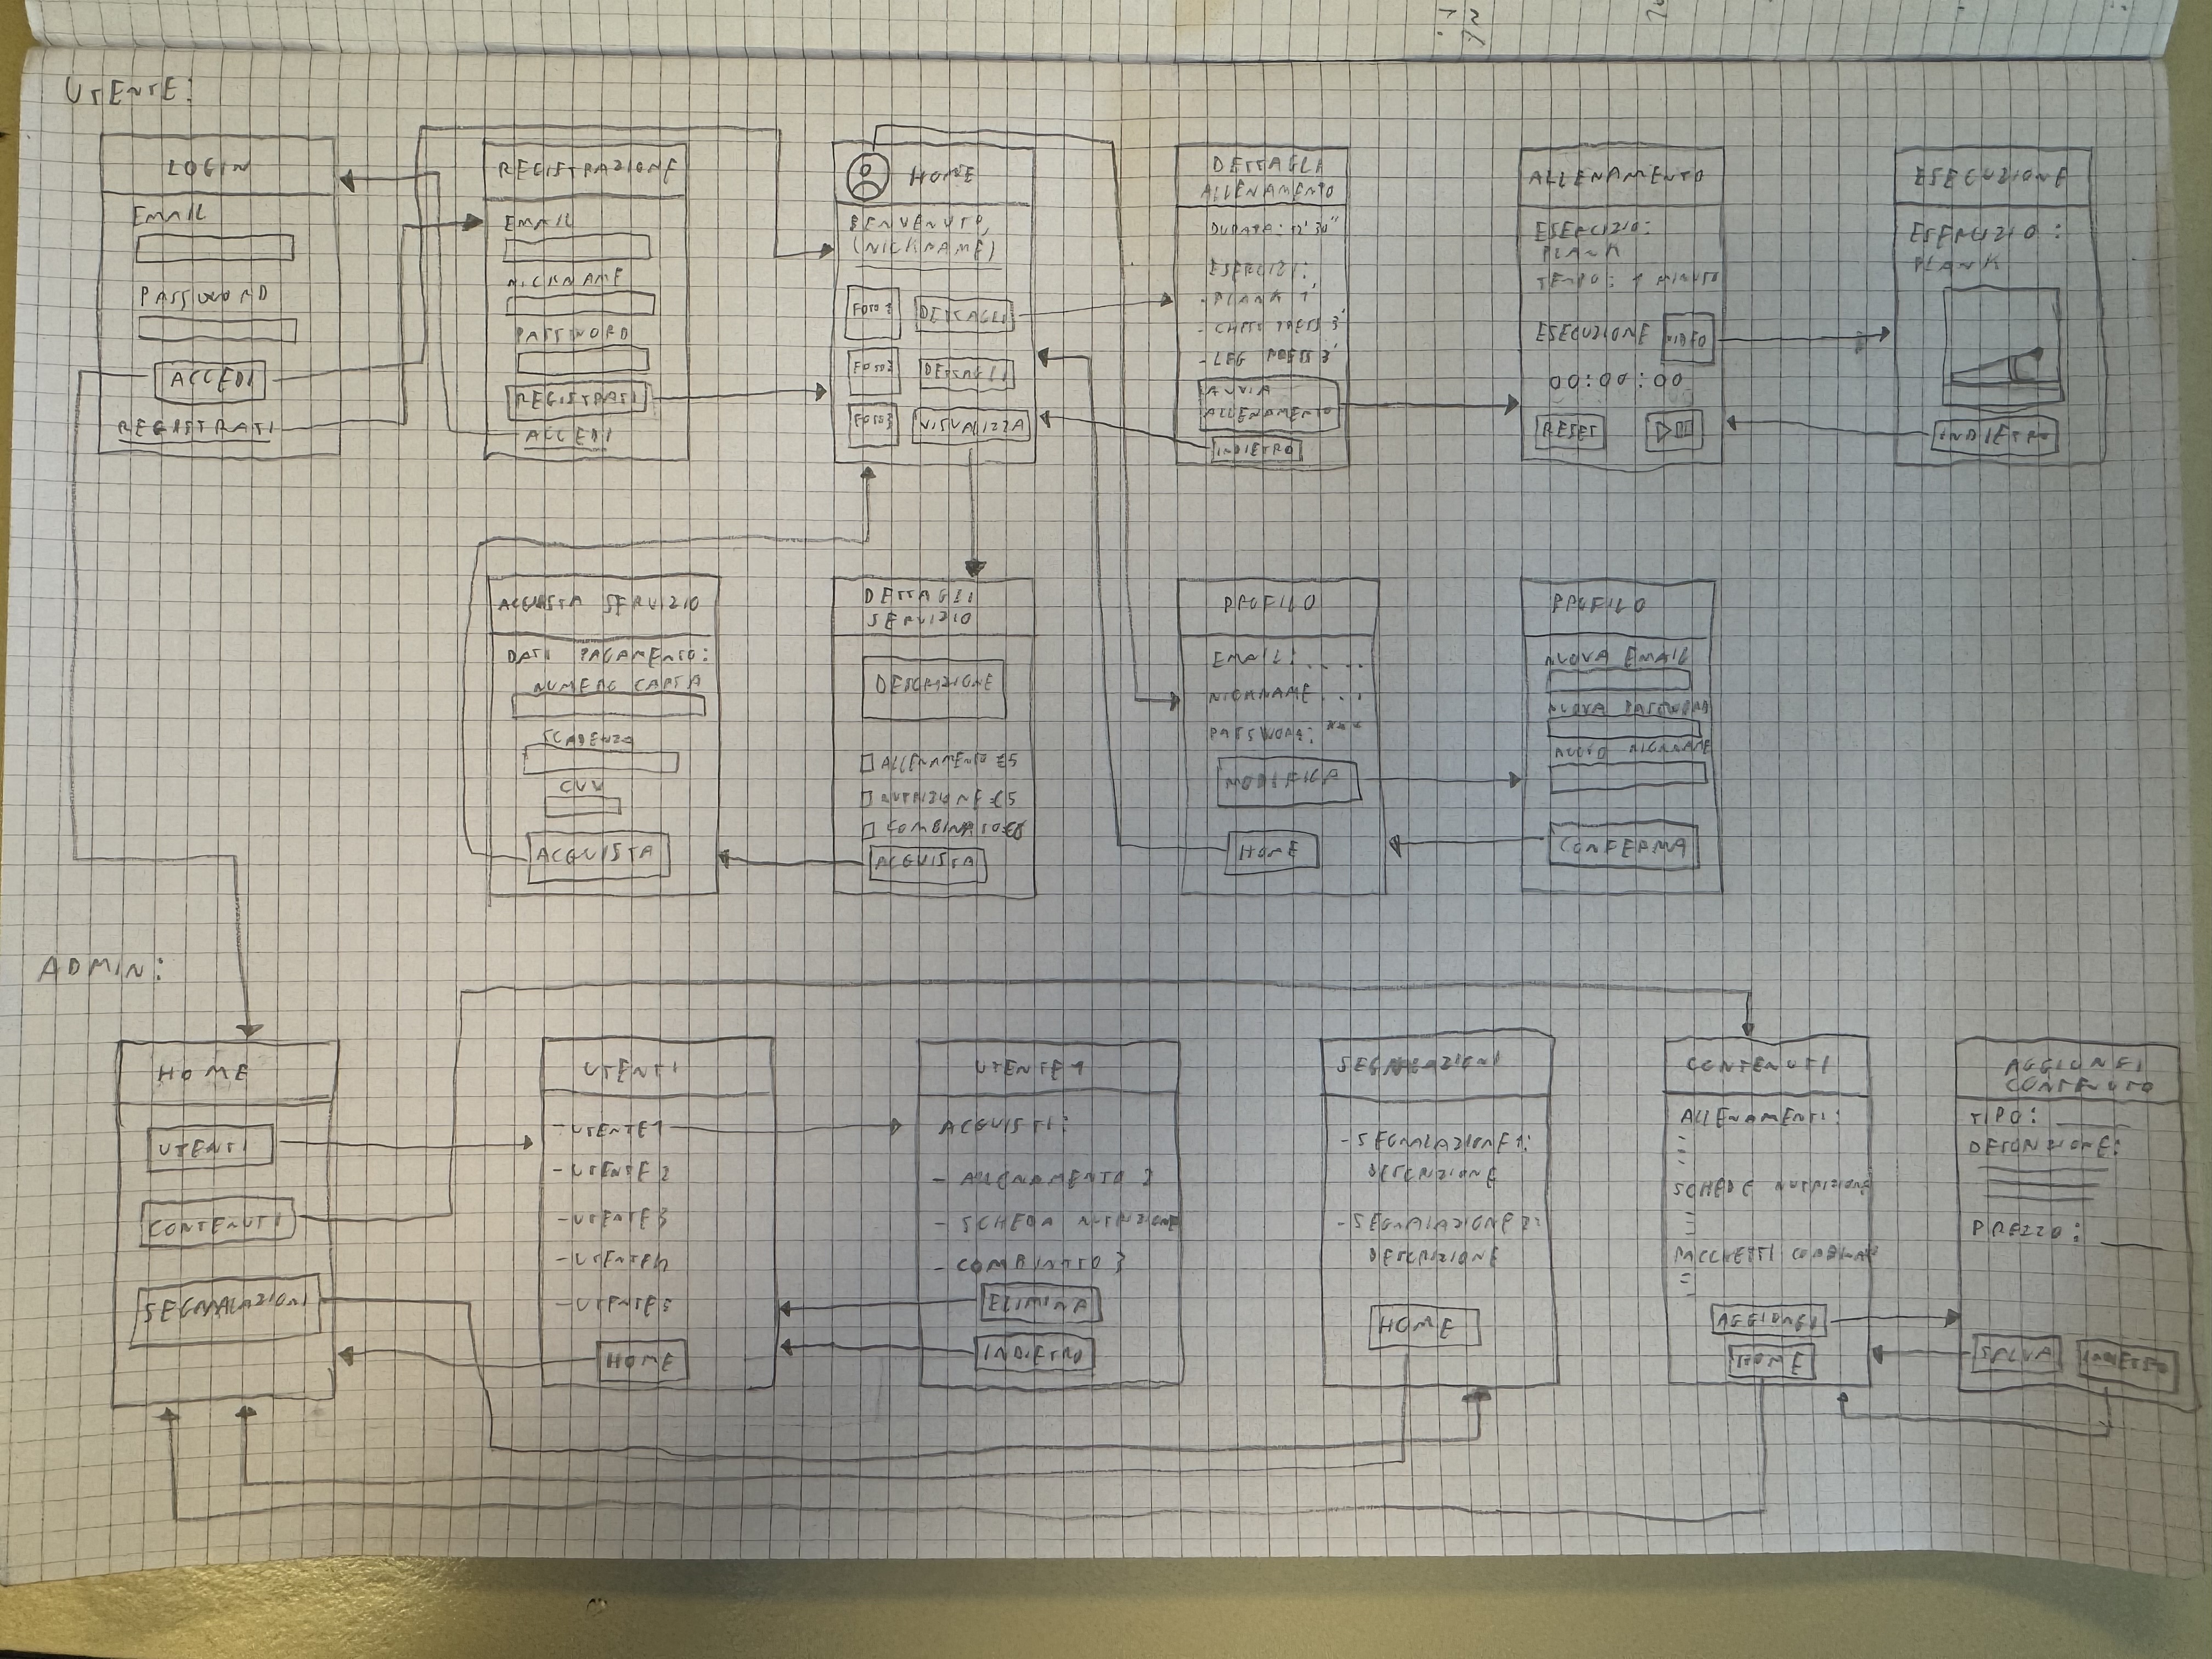 UTENTE:
LOGIN
EMAIL
PASSWORD
ACCEDI
REGISTRATI
REGISTRAZIONE
EMAIL
NICKNAME
PASSWORD
REGISTRATI
ACCEDI
HOME
BENVENUTO,
(NICKNAME)
FOTO 1 DETTAGLI
FOTO 2 DETTAGLI
FOTO 3 VISUALIZZA
DETTAGLI
ALLENAMENTO
DURATA:
ESERCIZI:
- PLANK 1'
- CHEST PRESS 3'
- LEG PRESS 3'
AVVIA
ALLENAMENTO
INDIETRO
ALLENAMENTO
ESERCIZIO:
PLANK
TEMPO: 1 MINUTO
ESECUZIONE VIDEO
00:00:00
RESET
ESECUZIONE
ESERCIZIO:
PLANK
INDIETRO
ACQUISTA SERVIZIO
DATI PAGAMENTO:
NUMERO CARTA
SCADENZA
CVV
ACQUISTA
DETTAGLI
SERVIZIO
DESCRIZIONE
ALLENAMENTO €5
NUTRIZIONE €5
COMBINATO €8
ACQUISTA
PROFILO
EMAIL: ....
NICKNAME ...
PASSWORD: ***
MODIFICA
HOME
PROFILO
NUOVA EMAIL
NUOVA PASSWORD
NUOVO NICKNAME
CONFERMA
ADMIN:
HOME
UTENTI
CONTENUTI
SEGNALAZIONI
UTENTI
- UTENTE 1
- UTENTE 2
- UTENTE 3
- UTENTE 4
- UTENTE 5
HOME
UTENTE 1
ACQUISTI:
- ALLENAMENTO 2
- SCHEDA NUTRIZIONE
- COMBINATO 3
ELIMINA
INDIETRO
SEGNALAZIONI
- SEGNALAZIONE 1:
DESCRIZIONE
- SEGNALAZIONE 2:
DESCRIZIONE
HOME
CONTENUTI
ALLENAMENTI:
-
-
SCHEDE NUTRIZIONE
-
-
-
PACCHETTI COMBINATI
-
-
AGGIUNGI
HOME
AGGIUNGI
CONTENUTO
TIPO:
DESCRIZIONE:
PREZZO:
SALVA INDIETRO